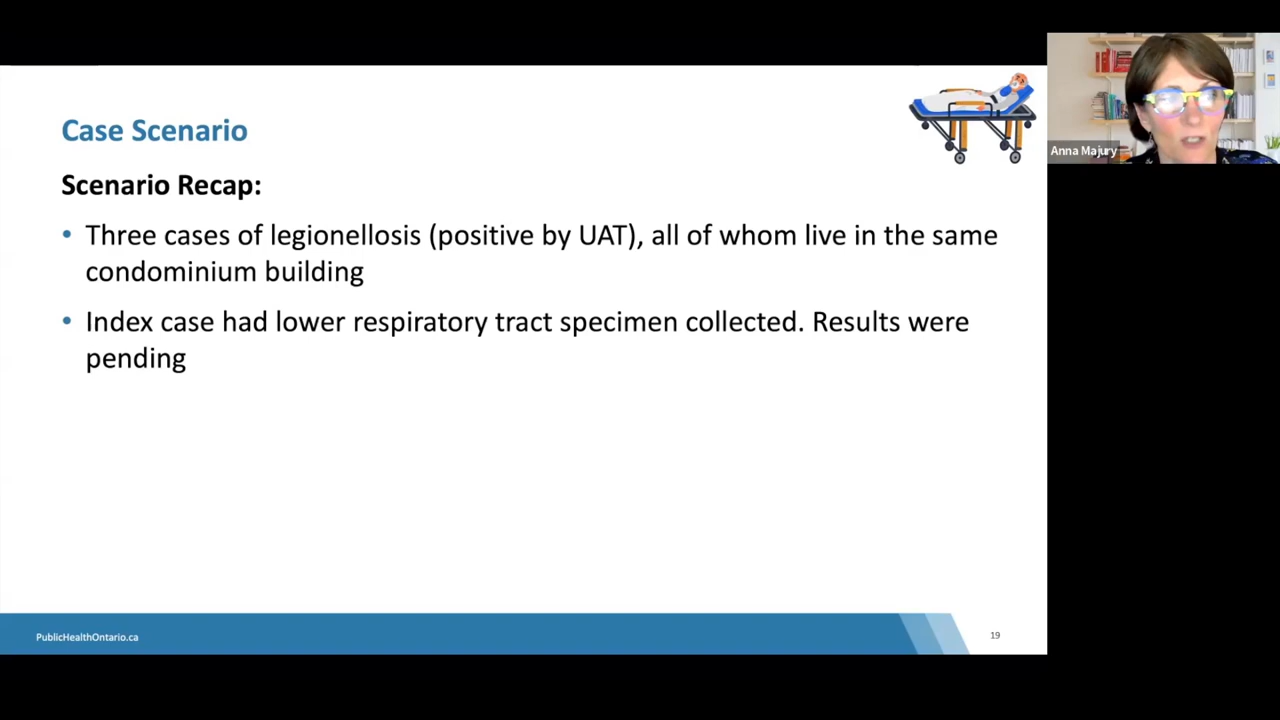 Case Scenario
Scenario Recap:
• Three cases of legionellosis (positive by UAT), all of whom live in the same
condominium building
• Index case had lower respiratory tract specimen collected. Results were
pending
PublicHealthOntario.ca
19
Anna Majury